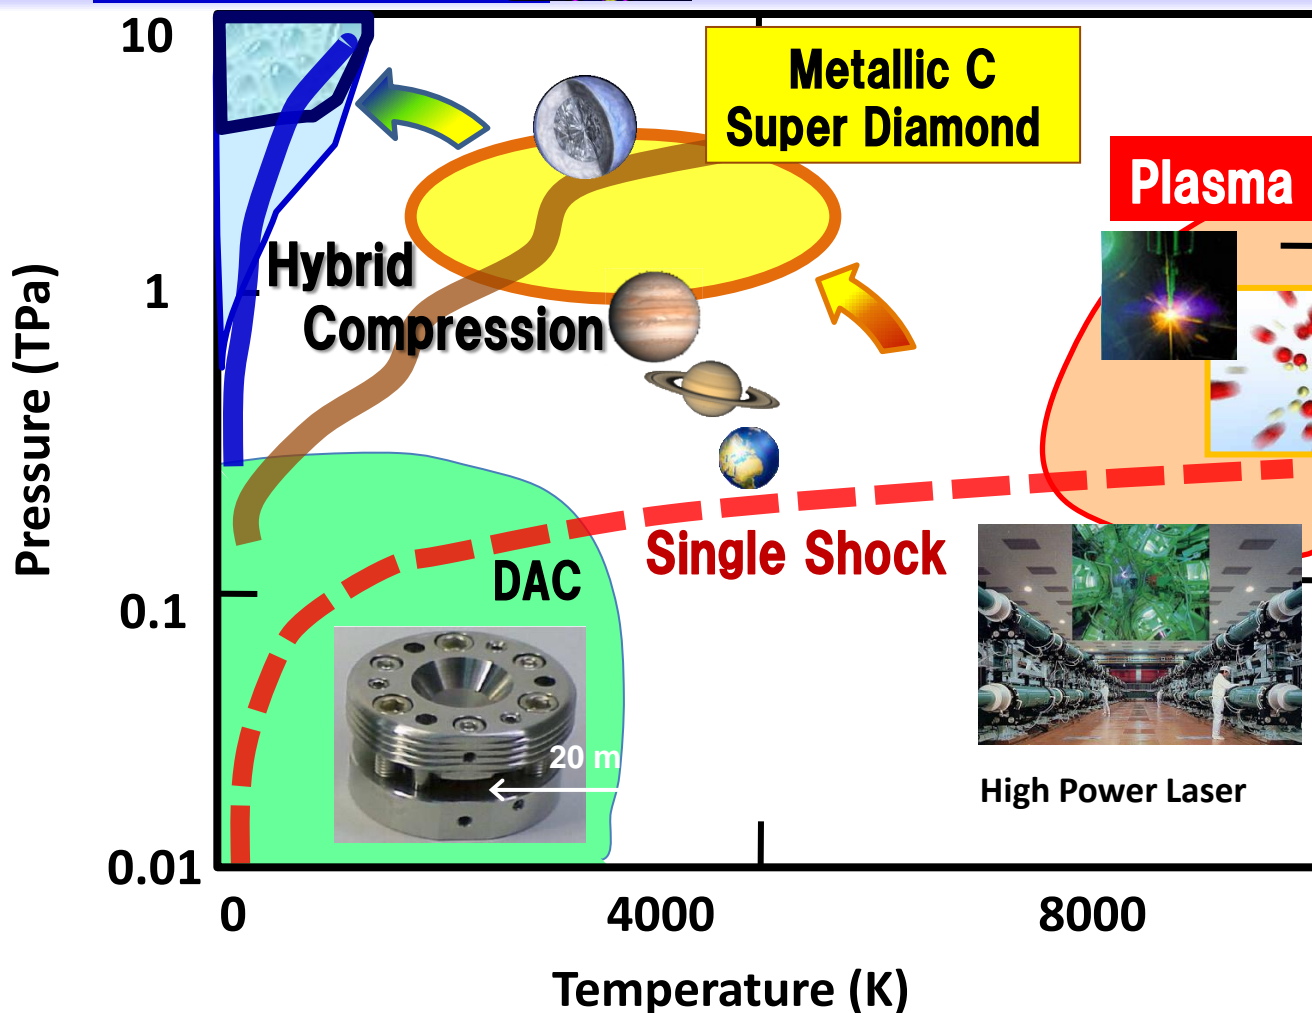 10
Metallic C
Super Diamond
Plasma
Hybrid
Compression
1
Pressure (TPa)
Single Shock
DAC
0.1
20 m
High Power Laser
0.01
0
4000
8000
Temperature (K)